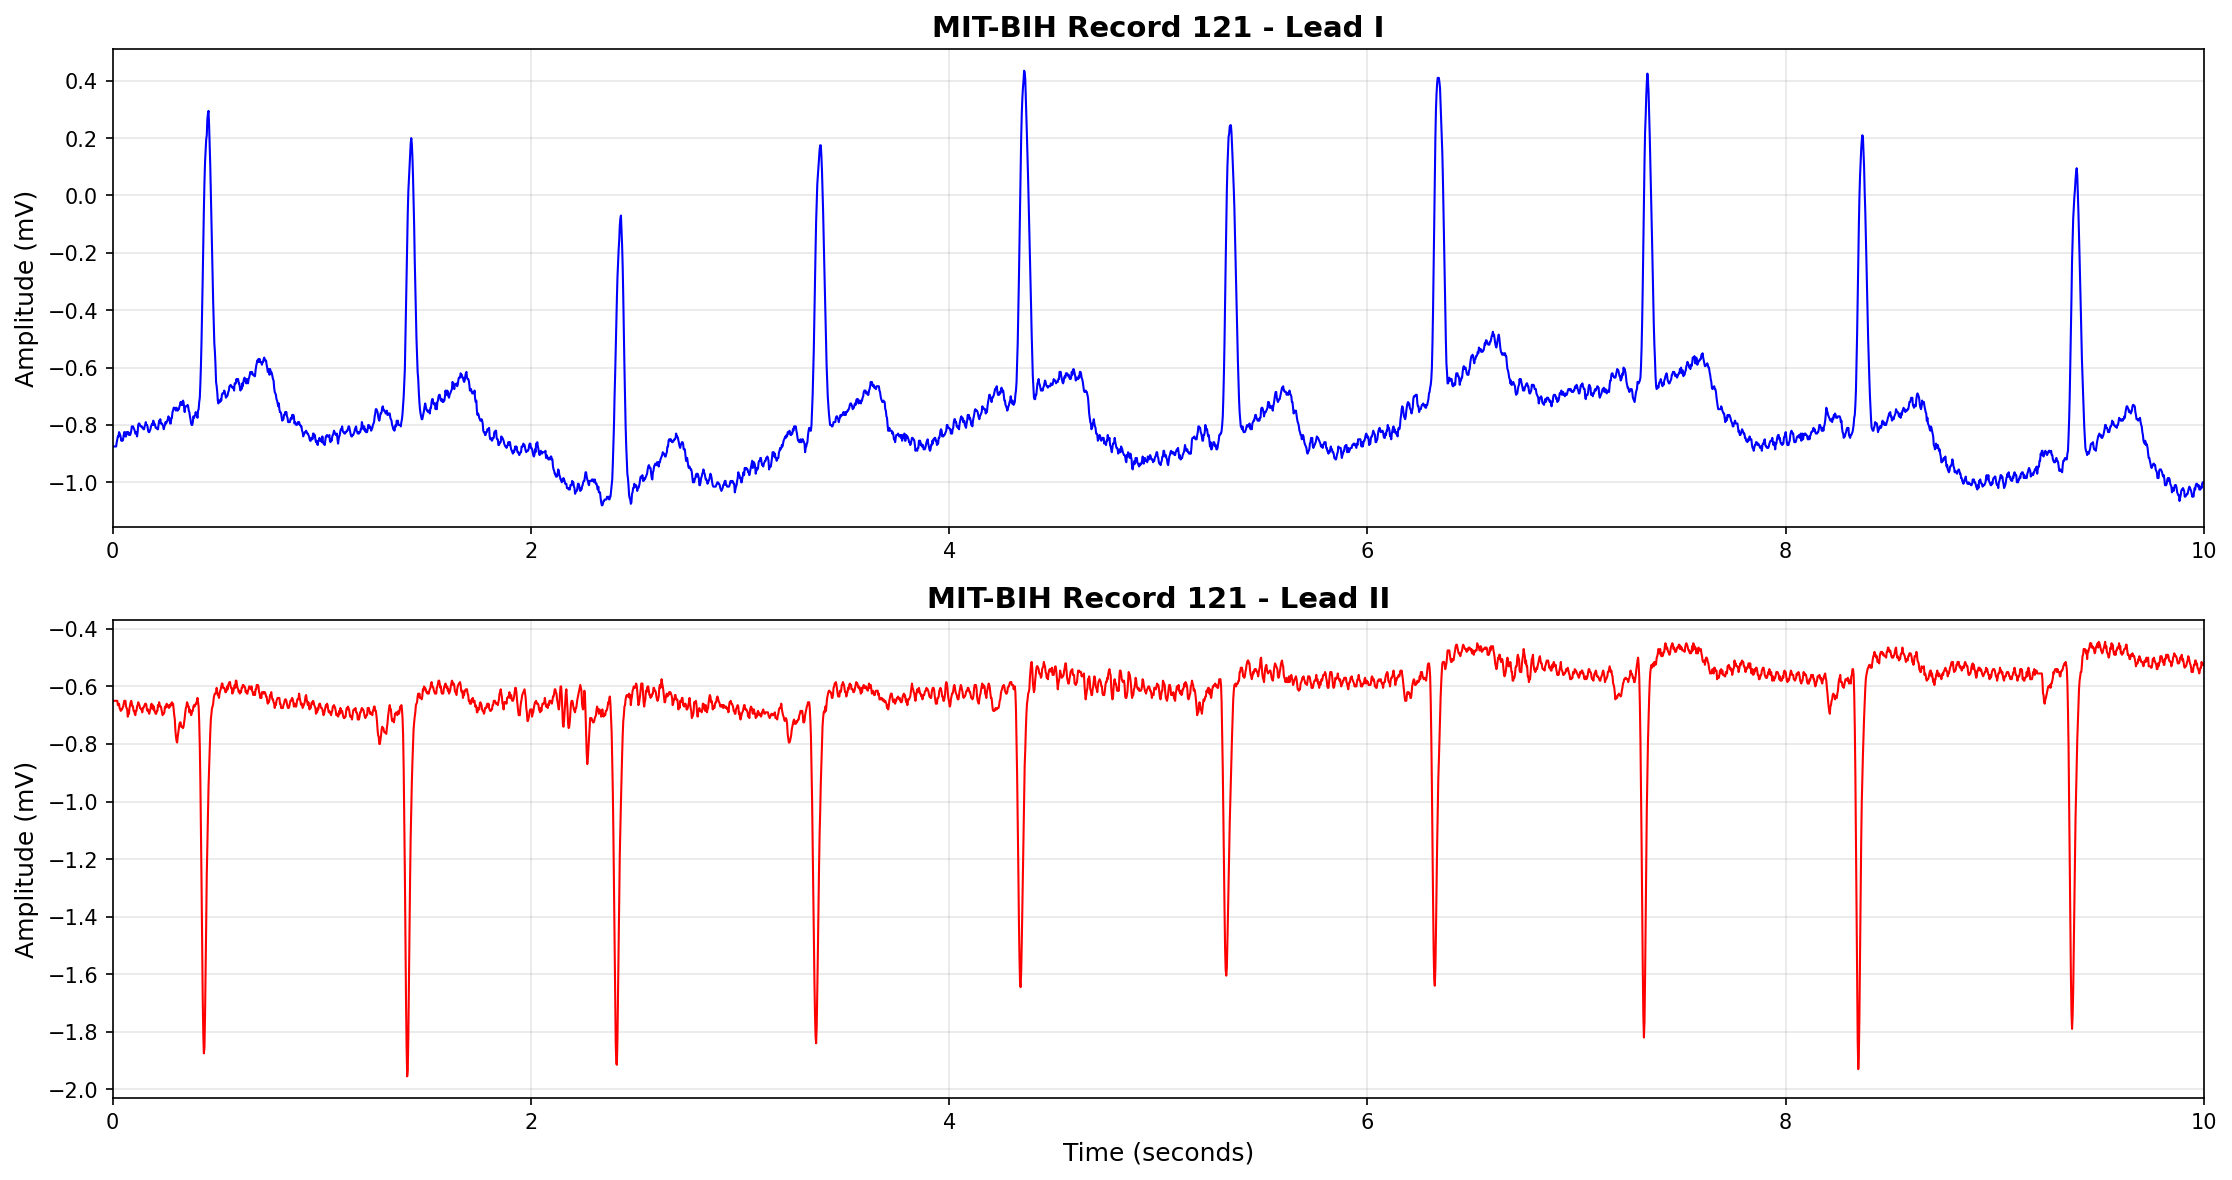 MIT-BIH Record 121 - Lead I
Amplitude (mV)
0.4
0.2
0.0
−0.2
−0.4
−0.6
−0.8
−1.0
0 2 4 6 8 10
MIT-BIH Record 121 - Lead II
Amplitude (mV)
−0.4
−0.6
−0.8
−1.0
−1.2
−1.4
−1.6
−1.8
−2.0
0 2 4 6 8 10
Time (seconds)